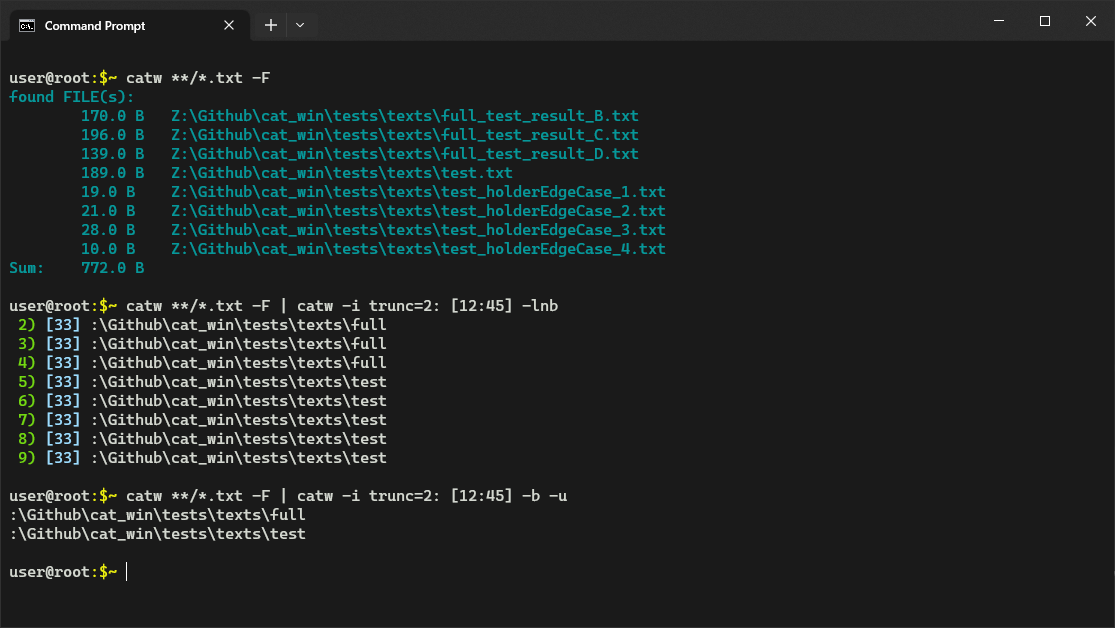 Command Prompt
user@root:$~ catw **/*.txt -F
found FILE(s):
170.0 B Z:\Github\cat_win\tests\texts\full_test_result_B.txt
196.0 B Z:\Github\cat_win\tests\texts\full_test_result_C.txt
139.0 B Z:\Github\cat_win\tests\texts\full_test_result_D.txt
189.0 B Z:\Github\cat_win\tests\texts\test.txt
19.0 B Z:\Github\cat_win\tests\texts\test_holderEdgeCase_1.txt
21.0 B Z:\Github\cat_win\tests\texts\test_holderEdgeCase_2.txt
28.0 B Z:\Github\cat_win\tests\texts\test_holderEdgeCase_3.txt
10.0 B Z:\Github\cat_win\tests\texts\test_holderEdgeCase_4.txt
Sum: 772.0 B
user@root:$~ catw **/*.txt -F | catw -i trunc=2: [12:45] -lnb
2) [33] :\Github\cat_win\tests\texts\full
3) [33] :\Github\cat_win\tests\texts\full
4) [33] :\Github\cat_win\tests\texts\full
5) [33] :\Github\cat_win\tests\texts\test
6) [33] :\Github\cat_win\tests\texts\test
7) [33] :\Github\cat_win\tests\texts\test
8) [33] :\Github\cat_win\tests\texts\test
9) [33] :\Github\cat_win\tests\texts\test
user@root:$~ catw **/*.txt -F | catw -i trunc=2: [12:45] -b -u
:\Github\cat_win\tests\texts\full
:\Github\cat_win\tests\texts\test
user@root:$~